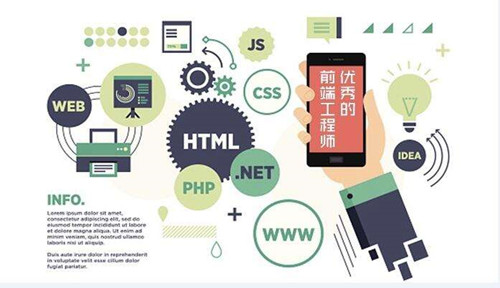 JS
WEB
CSS
HTML
PHP
.NET
WWW
优秀的
前端工程师
IDEA
INFO.
Lorem ipsum dolor sit amet,
consectetur adipiscing elit,
sed do eiusmod tempor
incididunt ut labore et
dolore magna aliqua. Ut
enim ad minim veniam,
quis nostrud exercitation
ullamco laboris nisi ut
aliquip.
Duis aute irure dolor in reprehenderit
in voluptate velit esse cillum dolore eu
fugiat pariatur.